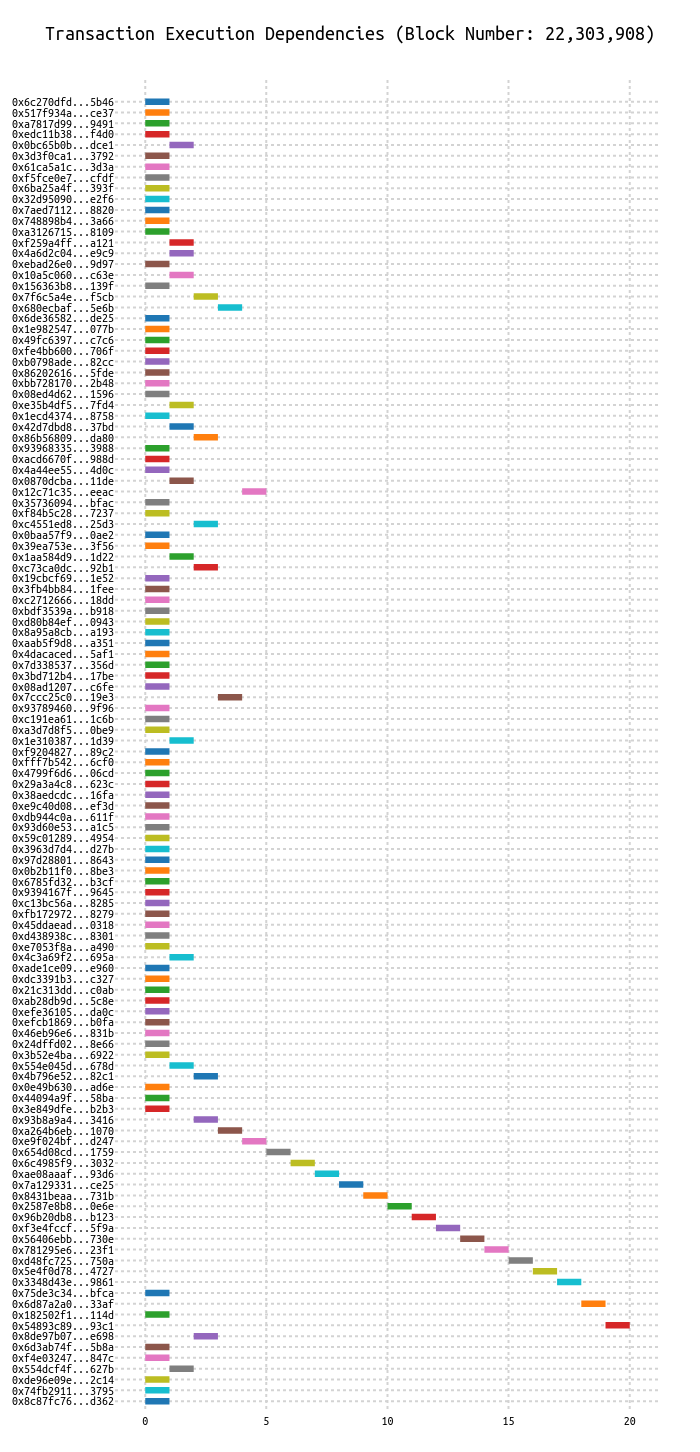 Transaction Execution Dependencies (Block Number: 22,303,908)
0x6c270dfd...5b46
0x517f934a...ce37
0xa7817d99...9491
0xedc11b38...f4d0
0x0bc65b0b...dce1
0x3d3f0ca1...3792
0x61ca5a1c...3d3a
0xf5fce0e7...cfdf
0x6ba25a4f...393f
0x32d95090...e2f6
0x7aed7112...8820
0x748898b4...3a66
0xa3126715...8109
0xf259a4ff...a121
0x4a6d2c04...e9c9
0xebad26e0...9d97
0x10a5c060...c63e
0x156363b8...139f
0x7f6c5a4e...f5cb
0x680ecbaf...5e6b
0x6de36582...de25
0x1e982547...077b
0x49fc6397...c7c6
0xfe4bb600...706f
0xb0798ade...82cc
0x86202616...5fde
0xbb728170...2b48
0x08ed4d62...1596
0xe35b4df5...7fd4
0x1ecd4374...8758
0x42d7dbd8...37bd
0x86b56809...da80
0x93968335...3988
0xacd6670f...988d
0x4a44ee55...4d0c
0x0870dcba...11de
0x12c71c35...eeac
0x35736094...bfac
0xf84b5c28...7237
0xc4551ed8...25d3
0x0baa57f9...0ae2
0x39ea753e...3f56
0x1aa584d9...1d22
0xc73ca0dc...92b1
0x19cbcf69...1e52
0x3fb4bb84...1fee
0xc2712666...18dd
0xbdf3539a...b918
0xd80b84ef...0943
0x8a95a8cb...a193
0xaab5f9d8...a351
0x4dacaced...5af1
0x7d338537...356d
0x3bd712b4...17be
0x08ad1207...c6fe
0x7ccc25c0...19e3
0x93789460...9f96
0xc191ea61...1c6b
0xa3d7d8f5...0be9
0x1e310387...1d39
0xf9204827...89c2
0xfff7b542...6cf0
0x4799f6d6...06cd
0x29a3a4c8...623c
0x38aedcdc...16fa
0xe9c40d08...ef3d
0xdb944c0a...611f
0x93d60e53...a1c5
0x59c01289...4954
0x3963d7d4...d27b
0x97d28801...8643
0x0b2b11f0...8be3
0x6785fd32...b3cf
0x9394167f...9645
0xc13bc56a...8285
0xfb172972...8279
0x45ddaead...0318
0xd438938c...8301
0xe7053f8a...a490
0x4c3a69f2...695a
0xade1ce09...e960
0xdc3391b3...c327
0x21c313dd...c0ab
0xab28db9d...5c8e
0xefe36105...da0c
0xefcb1869...b0fa
0x46eb96e6...831b
0x24dffd02...8e66
0x3b52e4ba...6922
0x554e045d...678d
0x4b796e52...82c1
0x0e49b630...ad6e
0x44094a9f...58ba
0x3e849dfe...b2b3
0x93b8a9a4...3416
0xa264b6eb...1070
0xe9f024bf...d247
0x654d08cd...1759
0x6c4985f9...3032
0xae08aaaf...93d6
0x7a129331...ce25
0x8431beaa...731b
0x2587e8b8...0e6e
0x96b20db8...b123
0xf3e4fccf...5f9a
0x56406ebb...730e
0x781295e6...23f1
0xd48fc725...750a
0x5e4f0d78...4727
0x3348d43e...9861
0x75de3c34...bfca
0x6d87a2a0...33af
0x182502f1...114d
0x54893c89...93c1
0x8de97b07...e698
0x6d3ab74f...5b8a
0xf4e03247...847c
0x554dcf4f...627b
0xde96e09e...2c14
0x74fb2911...3795
0x8c87fc76...d362
0 5 10 15 20